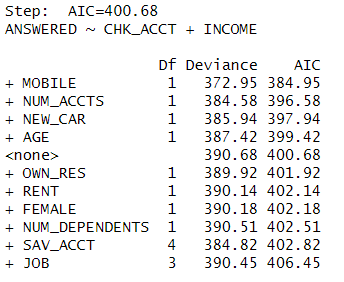 Step:  AIC=400.68
ANSWERED ~ CHK_ACCT + INCOME
Df Deviance AIC
+ MOBILE 1 372.95 384.95
+ NUM_ACCTS 1 384.58 396.58
+ NEW_CAR 1 385.94 397.94
+ AGE 1 387.42 399.42
<none> 390.68 400.68
+ OWN_RES 1 389.92 401.92
+ RENT 1 390.14 402.14
+ FEMALE 1 390.18 402.18
+ NUM_DEPENDENTS 1 390.51 402.51
+ SAV_ACCT 4 384.82 402.82
+ JOB 3 390.45 406.45